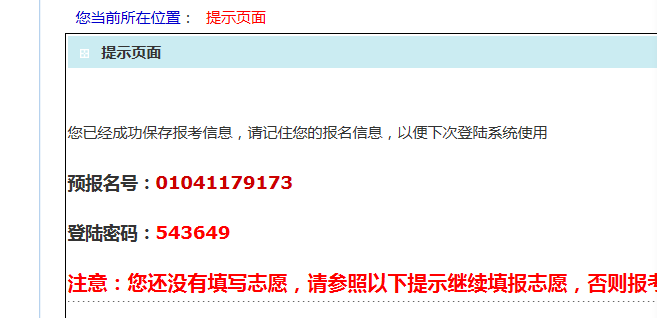 您当前所在位置： 提示页面
提示页面
您已经成功保存报考信息，请记住您的报名信息，以便下次登陆系统使用
预报名号：01041179173
登陆密码：543649
注意：您还没有填写志愿，请参照以下提示继续填报志愿，否则报考